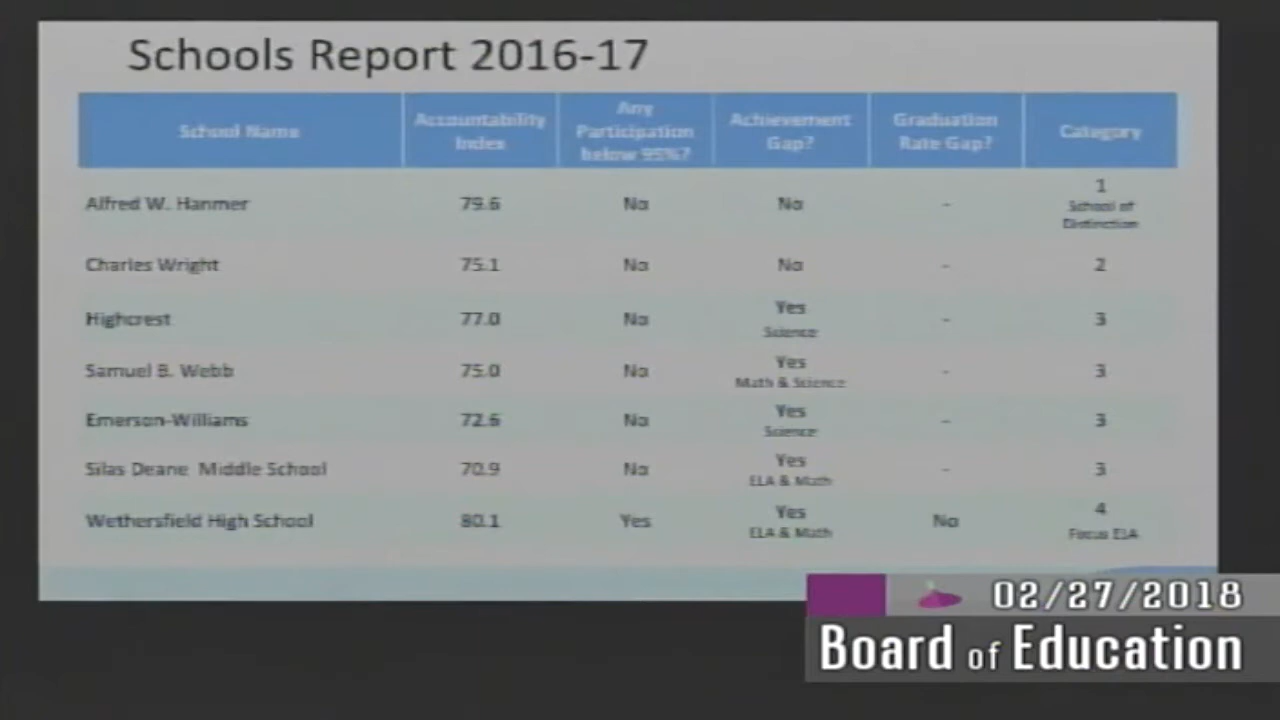 Schools Report 2016-17
School Name
Accountability Index
Any Participation below 95%?
Achievement Gap?
Graduation Rate Gap?
Category
Alfred W. Hanmer 79.6 No No - 1 School of Distinction
Charles Wright 75.1 No No - 2
Highcrest 77.0 No Yes Science - 3
Samuel B. Webb 75.0 No Yes Math & Science - 3
Emerson-Williams 72.6 No Yes Science - 3
Silas Deane Middle School 70.9 No Yes ELA & Math - 3
Wethersfield High School 80.1 Yes Yes ELA & Math No 4 Focus ELA
02/27/2018
Board of Education